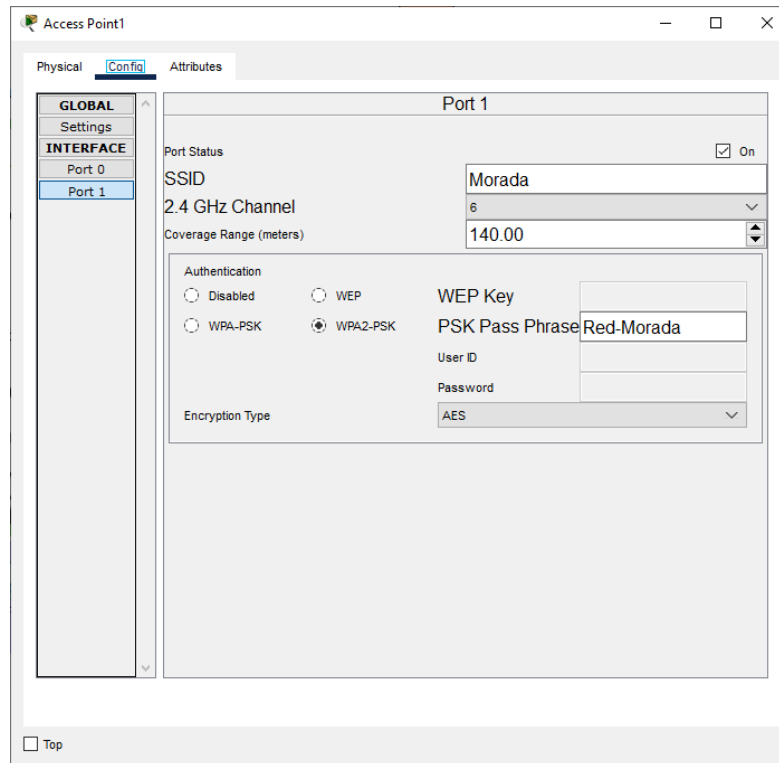 Access Point1
Physical Config Attributes
GLOBAL
Settings
INTERFACE
Port 0
Port 1
Port 1
Port Status On
SSID Morada
2.4 GHz Channel 6
Coverage Range (meters) 140.00
Authentication
Disabled WEP WEP Key
WPA-PSK WPA2-PSK PSK Pass Phrase Red-Morada
User ID
Password
Encryption Type AES
Top